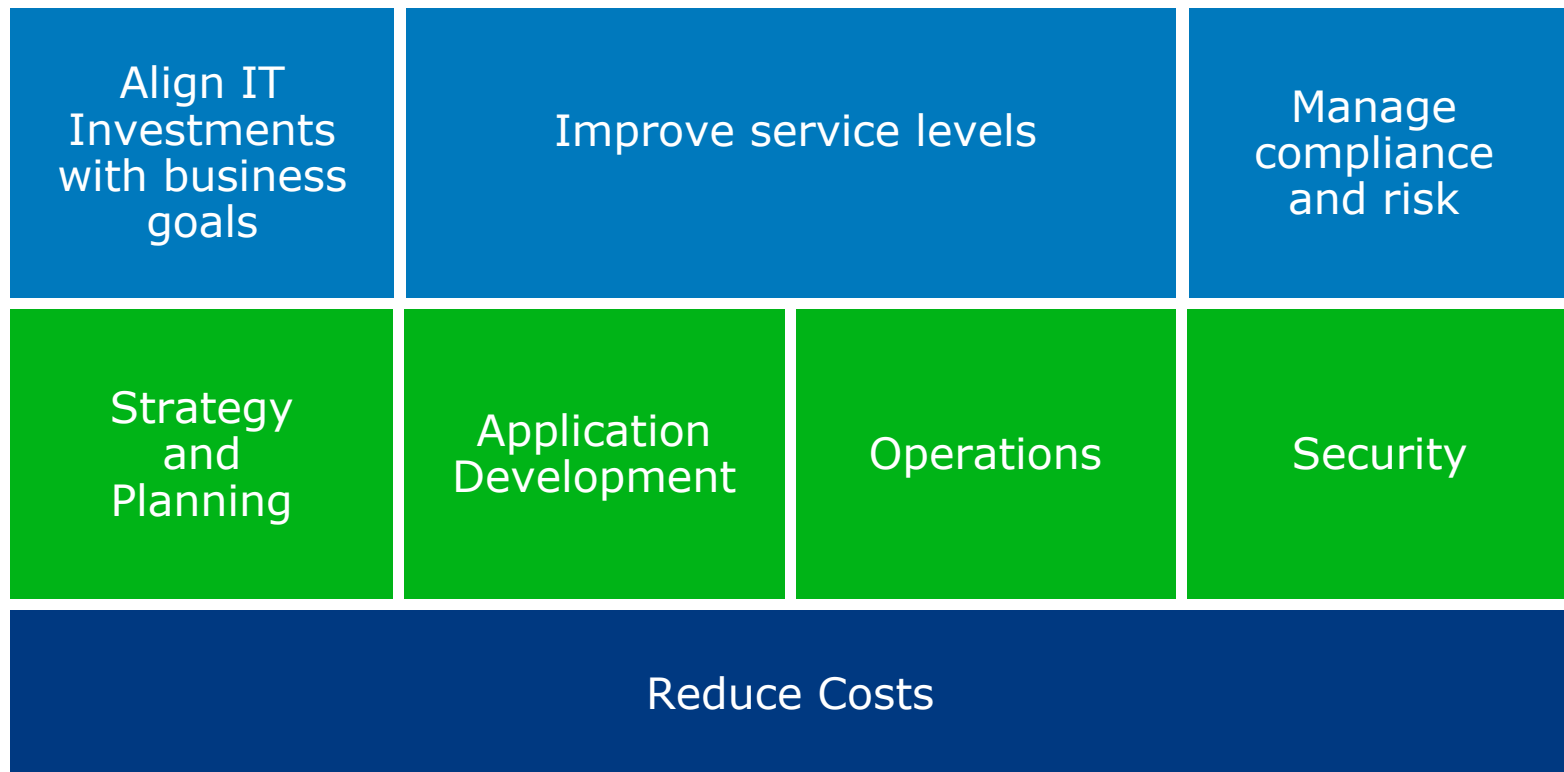 Align IT
Investments
with business
goals
Improve service levels
Manage
compliance
and risk
Strategy
and
Planning
Application
Development
Operations
Security
Reduce Costs